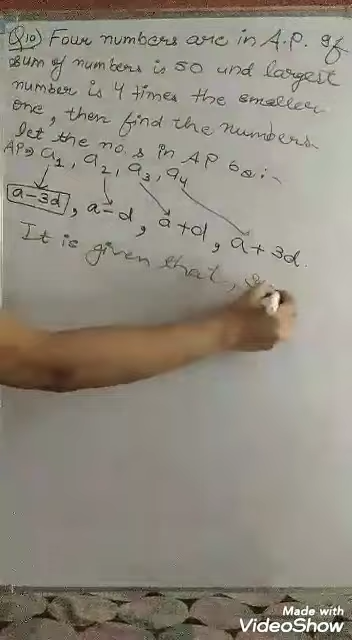 Q.10) Four numbers are in A.P. If
sum of numbers is 50 and largest
number is 4 times the smaller
one, then find the numbers.
let the no.s in AP be:-
AP⇒ a1, a2, a3, a4
a-3d, a-d, a+d, a+3d.
It is given that,
Made with
VideoShow